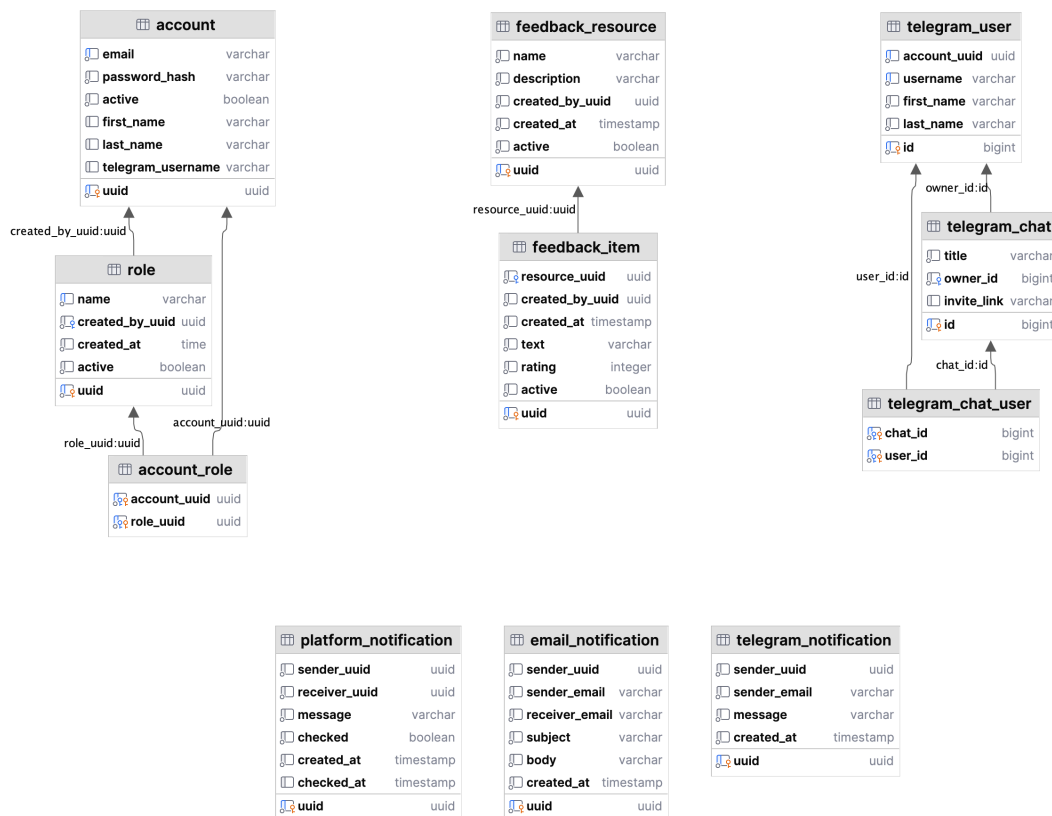 account
email varchar
password_hash varchar
active boolean
first_name varchar
last_name varchar
telegram_username varchar
uuid uuid
created_by_uuid:uuid
role
name varchar
created_by_uuid uuid
created_at time
active boolean
uuid uuid
account_uuid:uuid
role_uuid:uuid
account_role
account_uuid uuid
role_uuid uuid
feedback_resource
name varchar
description varchar
created_by_uuid uuid
created_at timestamp
active boolean
uuid uuid
resource_uuid:uuid
feedback_item
resource_uuid uuid
created_by_uuid uuid
created_at timestamp
text varchar
rating integer
active boolean
uuid uuid
telegram_user
account_uuid uuid
username varchar
first_name varchar
last_name varchar
id bigint
owner_id:id
telegram_chat
title varchar
owner_id bigint
invite_link varchar
id bigint
user_id:id
chat_id:id
telegram_chat_user
chat_id bigint
user_id bigint
platform_notification
sender_uuid uuid
receiver_uuid uuid
message varchar
checked boolean
created_at timestamp
checked_at timestamp
uuid uuid
email_notification
sender_uuid uuid
sender_email varchar
receiver_email varchar
subject varchar
body varchar
created_at timestamp
uuid uuid
telegram_notification
sender_uuid uuid
sender_email varchar
message varchar
created_at timestamp
uuid uuid